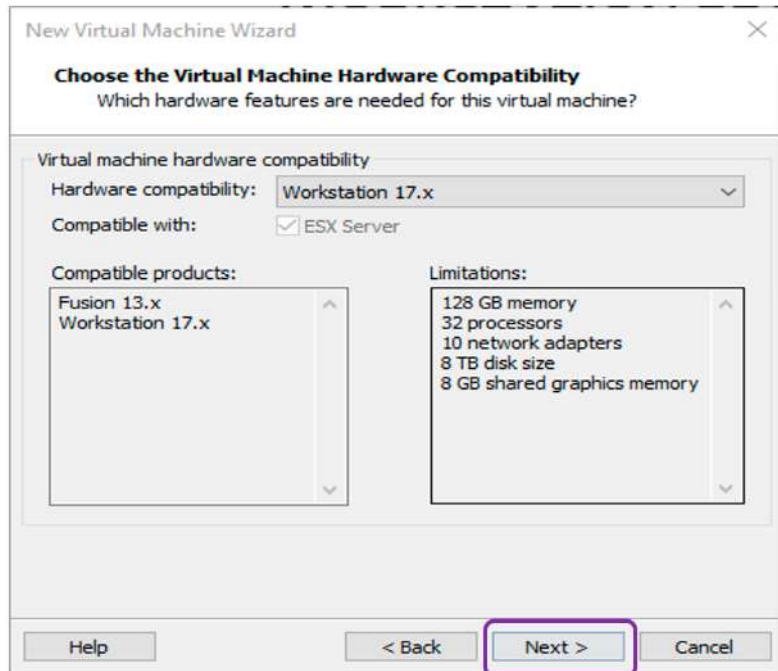 New Virtual Machine Wizard
Choose the Virtual Machine Hardware Compatibility
Which hardware features are needed for this virtual machine?
Virtual machine hardware compatibility
Hardware compatibility: Workstation 17.x
Compatible with: ESX Server
Compatible products:
Fusion 13.x
Workstation 17.x
Limitations:
128 GB memory
32 processors
10 network adapters
8 TB disk size
8 GB shared graphics memory
Help < Back Next > Cancel